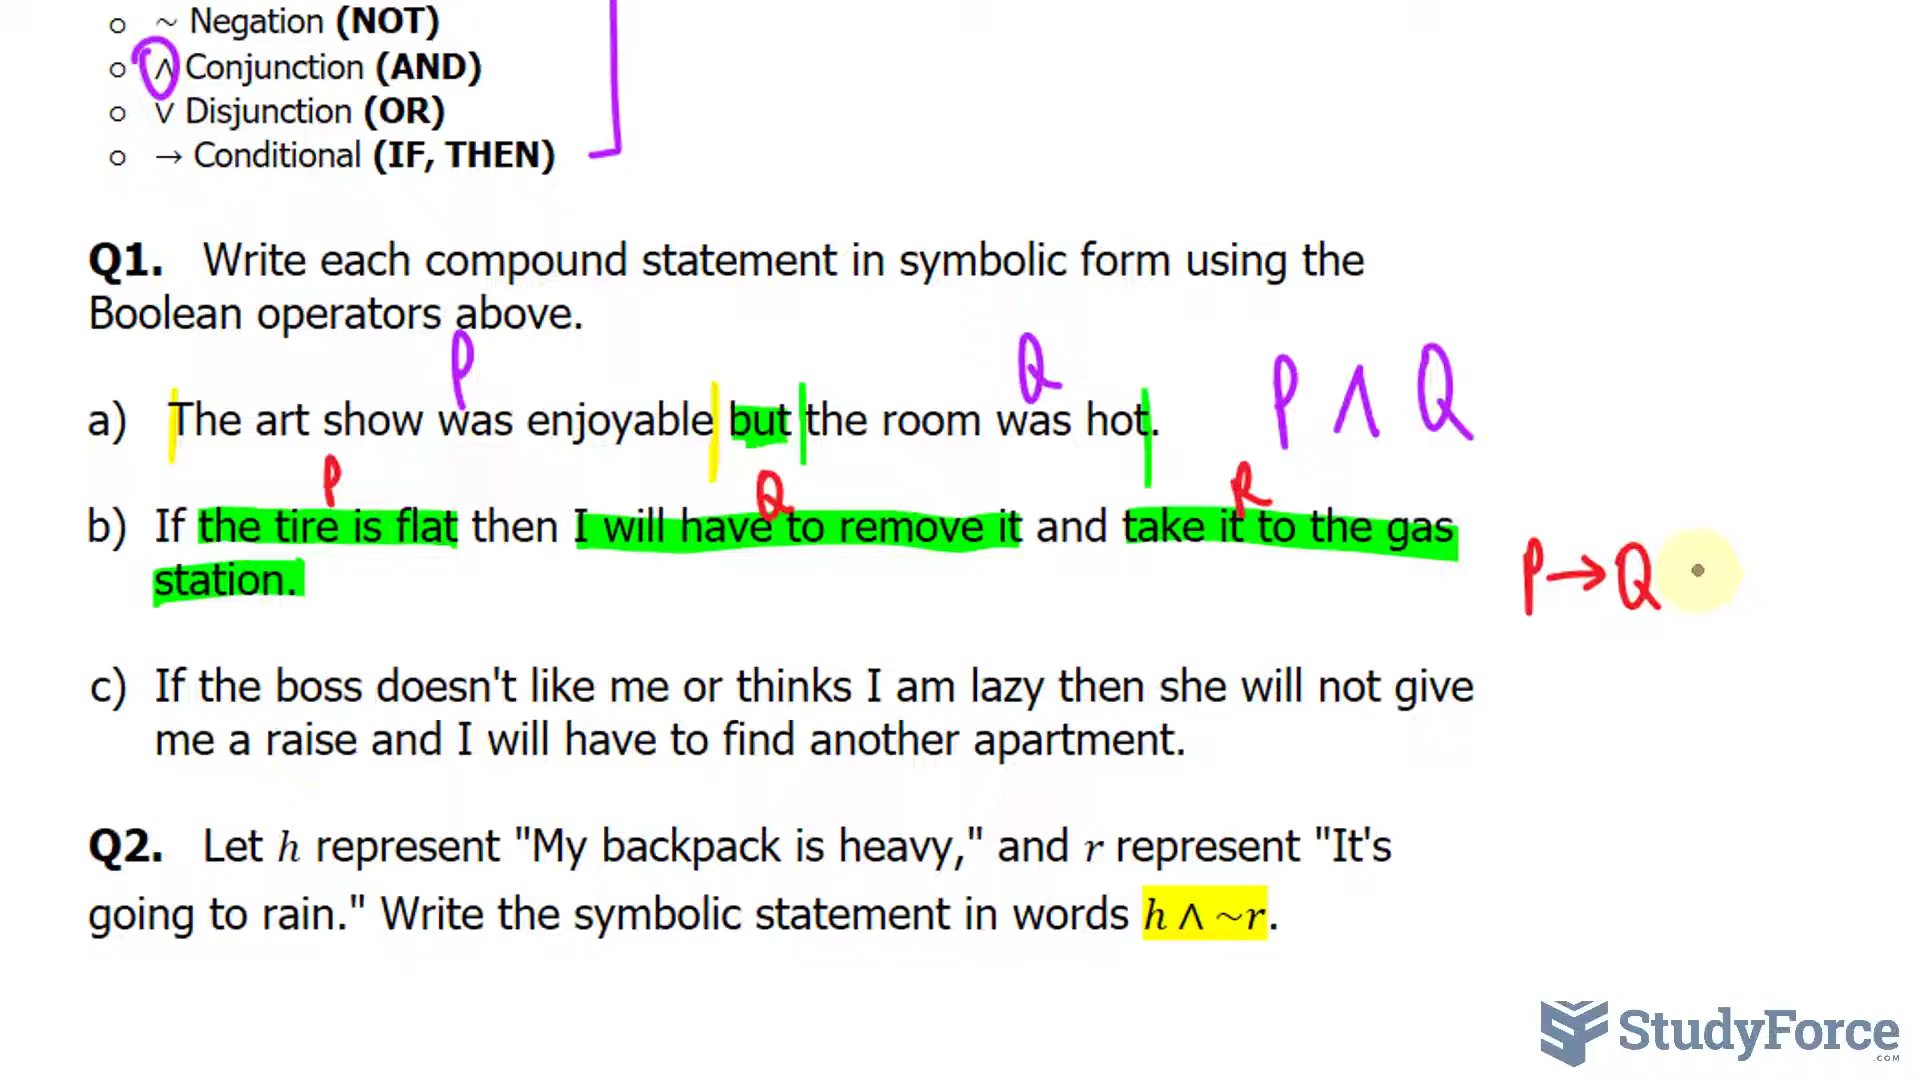 ○ ~ Negation (NOT)
○ ∧ Conjunction (AND)
○ ∨ Disjunction (OR)
○ → Conditional (IF, THEN)
Q1. Write each compound statement in symbolic form using the
Boolean operators above.
P Q P ∧ Q
a) The art show was enjoyable but the room was hot.
P Q R
b) If the tire is flat then I will have to remove it and take it to the gas
station.
P → Q
c) If the boss doesn't like me or thinks I am lazy then she will not give
me a raise and I will have to find another apartment.
Q2. Let h represent "My backpack is heavy," and r represent "It's
going to rain." Write the symbolic statement in words h ∧ ~r.
StudyForce
.COM